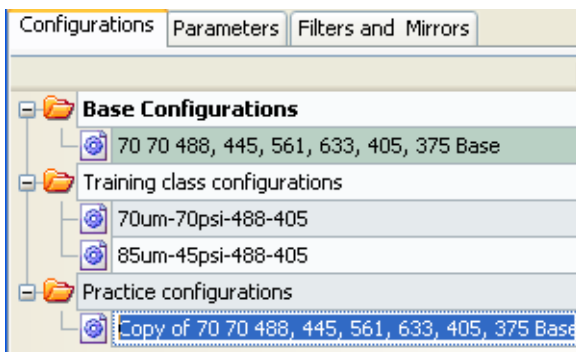 Configurations Parameters Filters and Mirrors
Base Configurations
70 70 488, 445, 561, 633, 405, 375 Base
Training class configurations
70um-70psi-488-405
85um-45psi-488-405
Practice configurations
Copy of 70 70 488, 445, 561, 633, 405, 375 Base